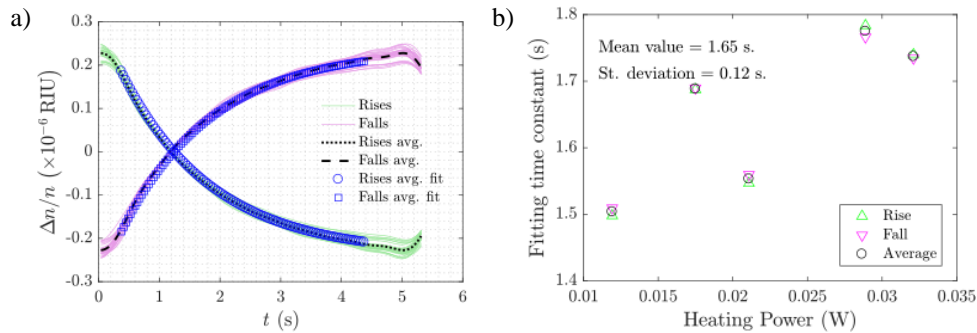 a)
Δn/n (×10⁻⁶ RIU)
0.3
0.2
0.1
0
-0.1
-0.2
-0.3
0 1 2 3 4 5 6
t (s)
Rises
Falls
Rises avg.
Falls avg.
Rises avg. fit
Falls avg. fit
b)
Fitting time constant (s)
1.8
1.7
1.6
1.5
1.4
0.01 0.015 0.02 0.025 0.03 0.035
Heating Power (W)
Mean value = 1.65 s.
St. deviation = 0.12 s.
Rise
Fall
Average